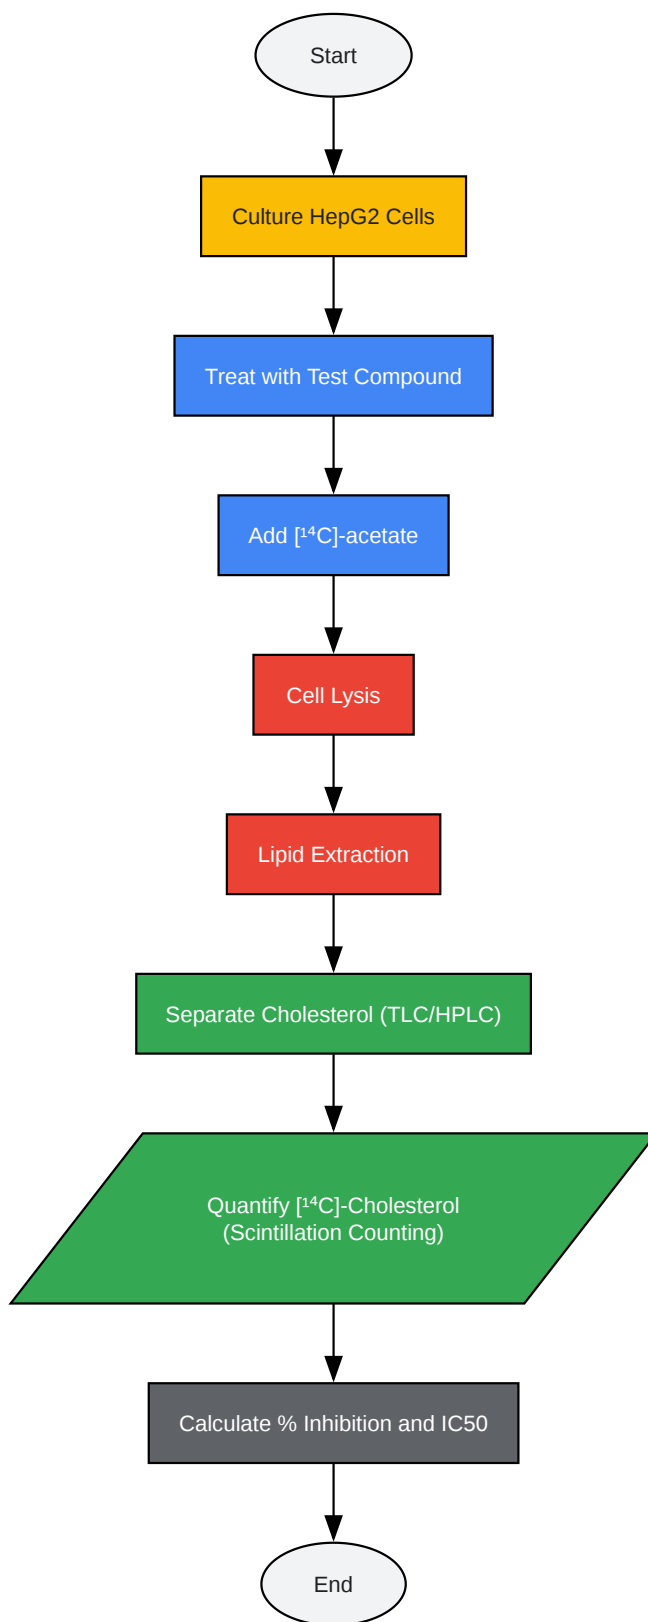 Start
Culture HepG2 Cells
Treat with Test Compound
Add [¹⁴C]-acetate
Cell Lysis
Lipid Extraction
Separate Cholesterol (TLC/HPLC)
Quantify [¹⁴C]-Cholesterol
(Scintillation Counting)
Calculate % Inhibition and IC50
End